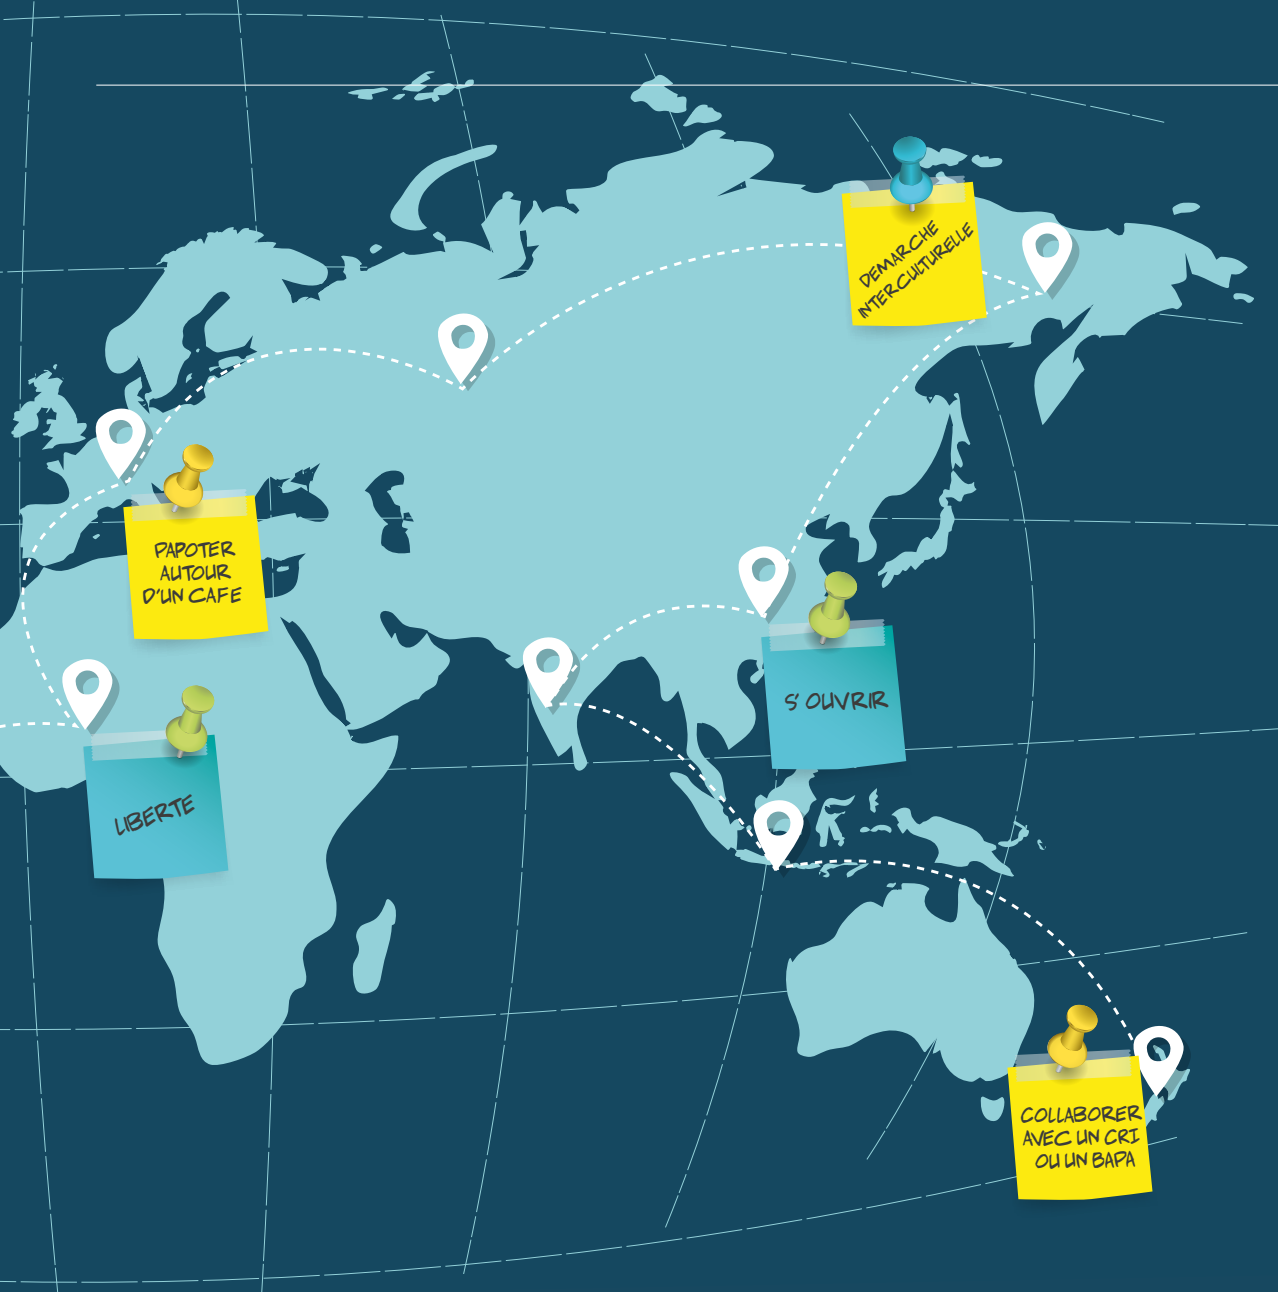 DEMARCHE
INTERCULTURELLE
PAPOTER
AUTOUR
D'UN CAFE
S' OUVRIR
LIBERTE
COLLABORER
AVEC UN CRI
OU UN BAPA